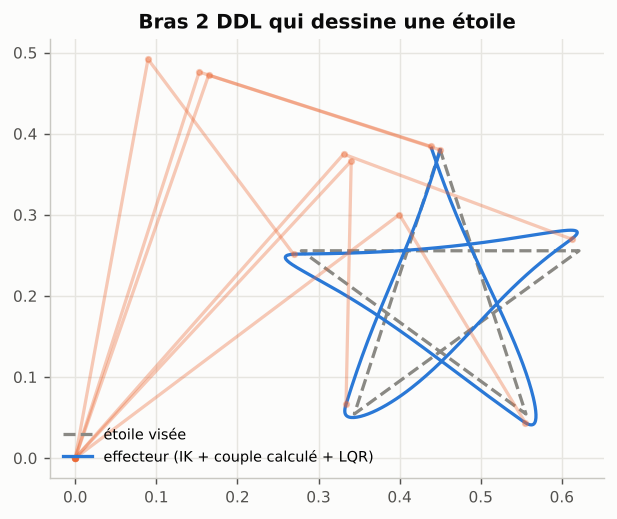 Bras 2 DDL qui dessine une étoile
0.5
0.4
0.3
0.2
0.1
0.0
étoile visée
effecteur (IK + couple calculé + LQR)
0.0 0.1 0.2 0.3 0.4 0.5 0.6